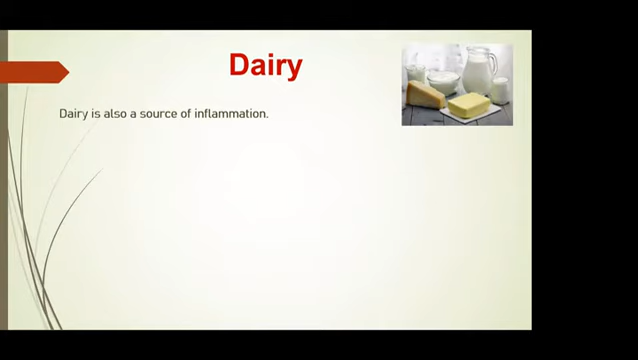 Dairy
Dairy is also a source of inflammation.